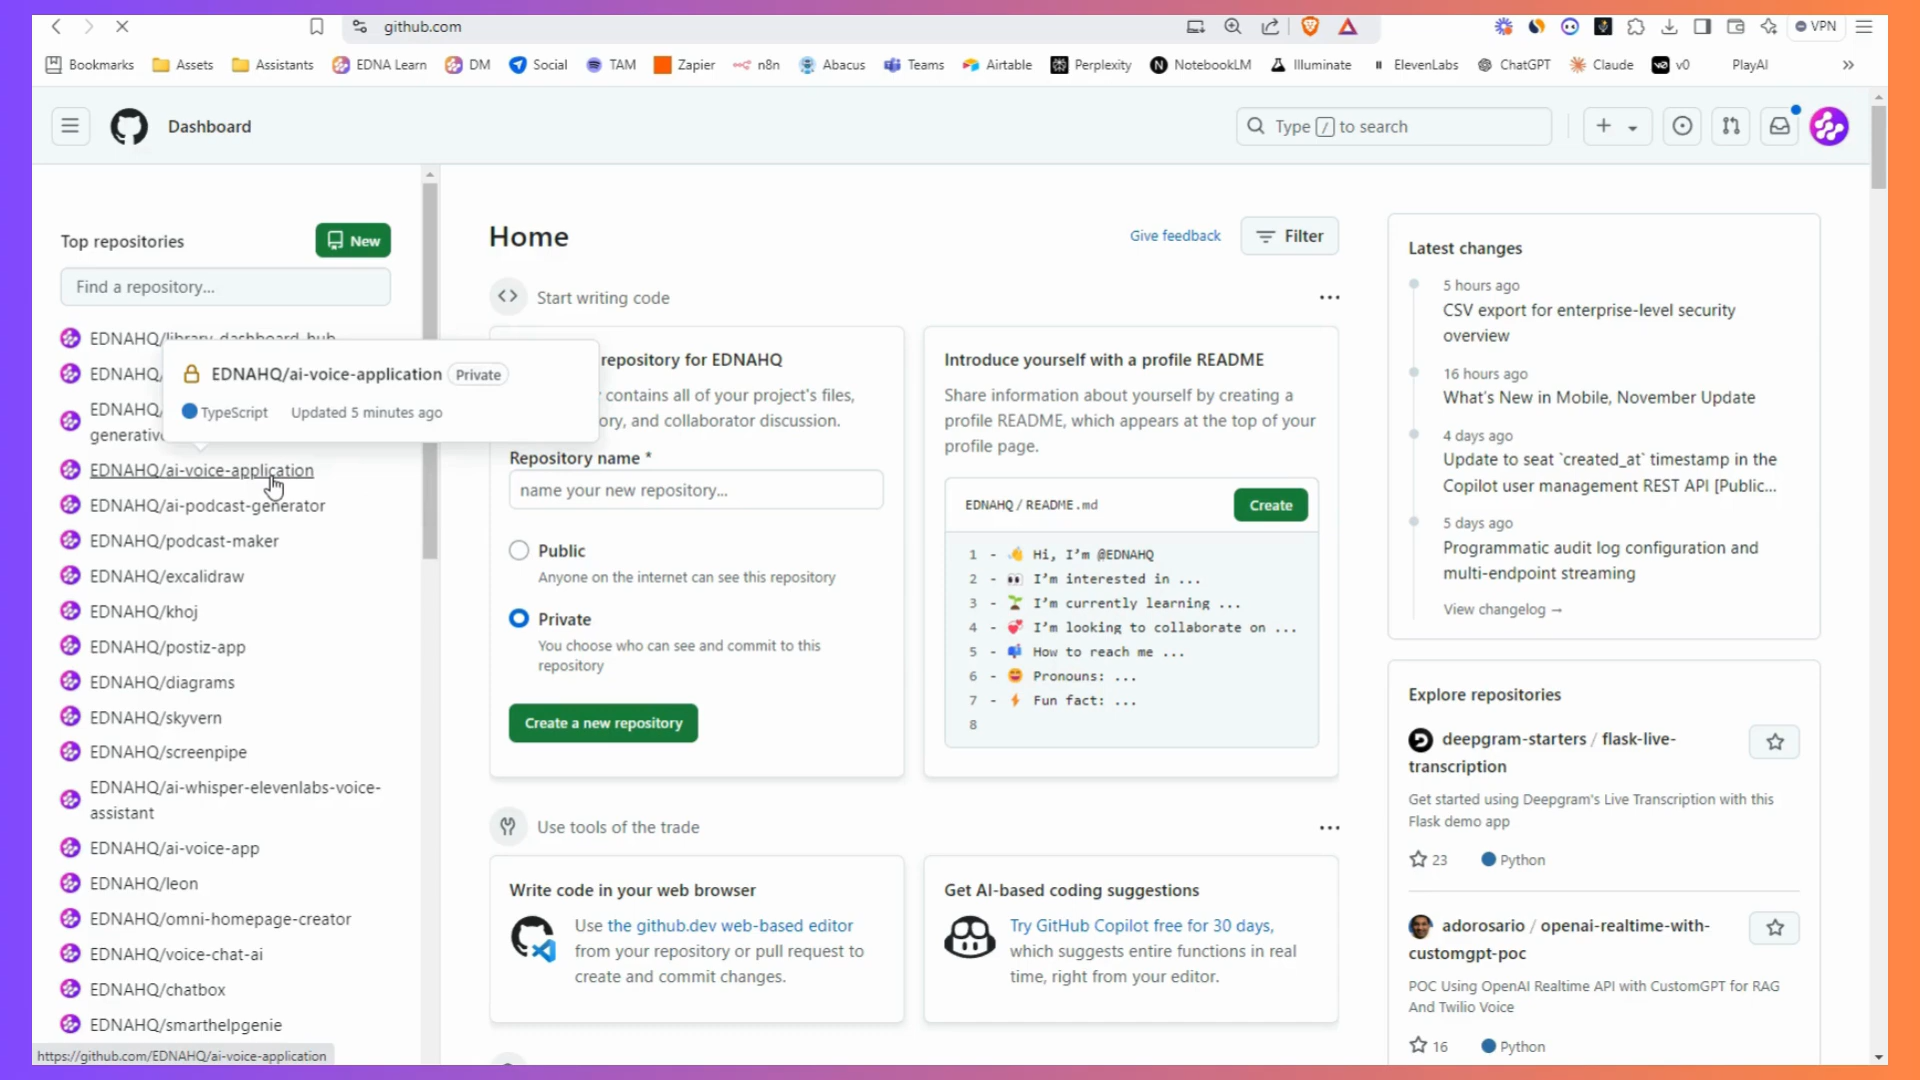 github.com
VPN
Bookmarks Assets Assistants EDNA Learn DM Social TAM Zapier n8n Abacus Teams Airtable Perplexity NotebookLM Illuminate ElevenLabs ChatGPT Claude v0 PlayAI »
Dashboard
Type / to search
Top repositories
New
Find a repository...
EDNAHQ/library_dashboard_hub
EDNAHQ/
EDNAHQ/
generative
EDNAHQ/ai-voice-application Private
TypeScript Updated 5 minutes ago
EDNAHQ/ai-voice-application
EDNAHQ/ai-podcast-generator
EDNAHQ/podcast-maker
EDNAHQ/excalidraw
EDNAHQ/khoj
EDNAHQ/postiz-app
EDNAHQ/diagrams
EDNAHQ/skyvern
EDNAHQ/screenpipe
EDNAHQ/ai-whisper-elevenlabs-voice-
assistant
EDNAHQ/ai-voice-app
EDNAHQ/leon
EDNAHQ/omni-homepage-creator
EDNAHQ/voice-chat-ai
EDNAHQ/chatbox
EDNAHQ/smarthelpgenie
https://github.com/EDNAHQ/ai-voice-application
Home
Give feedback
Filter
Start writing code
repository for EDNAHQ
contains all of your project's files,
ory, and collaborator discussion.
Repository name *
name your new repository...
Public
Anyone on the internet can see this repository
Private
You choose who can see and commit to this
repository
Create a new repository
Introduce yourself with a profile README
Share information about yourself by creating a
profile README, which appears at the top of your
profile page.
EDNAHQ / README.md
Create
1 - 👋 Hi, I'm @EDNAHQ
2 - 👀 I'm interested in ...
3 - 🌱 I'm currently learning ...
4 - 💞️ I'm looking to collaborate on ...
5 - 📫 How to reach me ...
6 - 😄 Pronouns: ...
7 - ⚡ Fun fact: ...
8
Use tools of the trade
Write code in your web browser
Use the github.dev web-based editor
from your repository or pull request to
create and commit changes.
Get AI-based coding suggestions
Try GitHub Copilot free for 30 days,
which suggests entire functions in real
time, right from your editor.
Latest changes
5 hours ago
CSV export for enterprise-level security
overview
16 hours ago
What's New in Mobile, November Update
4 days ago
Update to seat `created_at` timestamp in the
Copilot user management REST API [Public...
5 days ago
Programmatic audit log configuration and
multi-endpoint streaming
View changelog →
Explore repositories
deepgram-starters / flask-live-
transcription
Get started using Deepgram's Live Transcription with this
Flask demo app
23 Python
adorosario / openai-realtime-with-
customgpt-poc
POC Using OpenAI Realtime API with CustomGPT for RAG
And Twilio Voice
16 Python